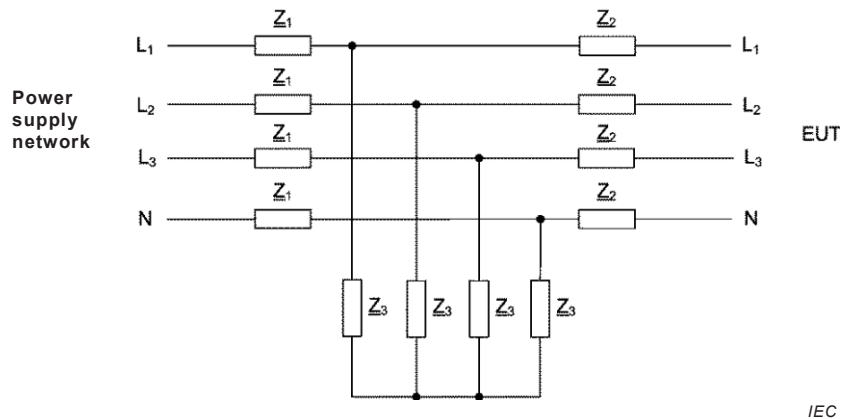 Z₁ Z₂
L₁ L₁
Z₁ Z₂
Power supply network
L₂ L₂
EUT
Z₁ Z₂
L₃ L₃
Z₁ Z₂
N N
Z₃ Z₃ Z₃ Z₃
IEC